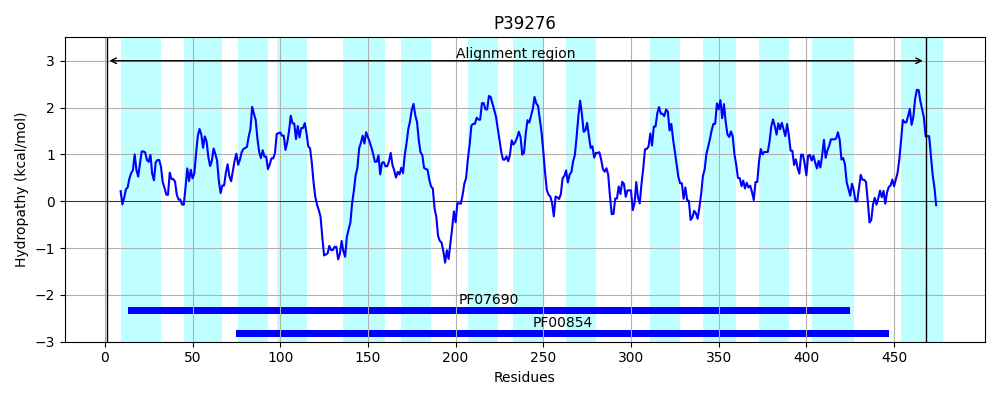 P39276
Alignment region
Hydropathy (kcal/mol)
3
2
1
0
−1
−2
−3
PF07690
PF00854
0 50 100 150 200 250 300 350 400 450
Residues